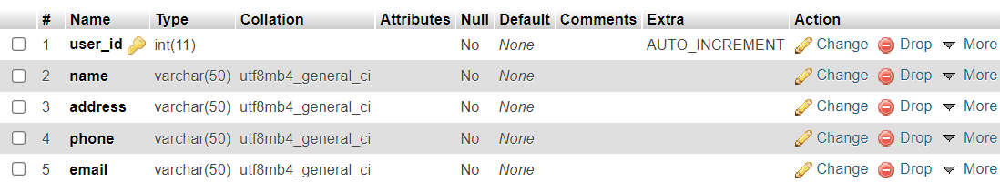 # Name Type Collation Attributes Null Default Comments Extra Action
1 user_id int(11) No None AUTO_INCREMENT Change Drop More
2 name varchar(50) utf8mb4_general_ci No None Change Drop More
3 address varchar(50) utf8mb4_general_ci No None Change Drop More
4 phone varchar(50) utf8mb4_general_ci No None Change Drop More
5 email varchar(50) utf8mb4_general_ci No None Change Drop More